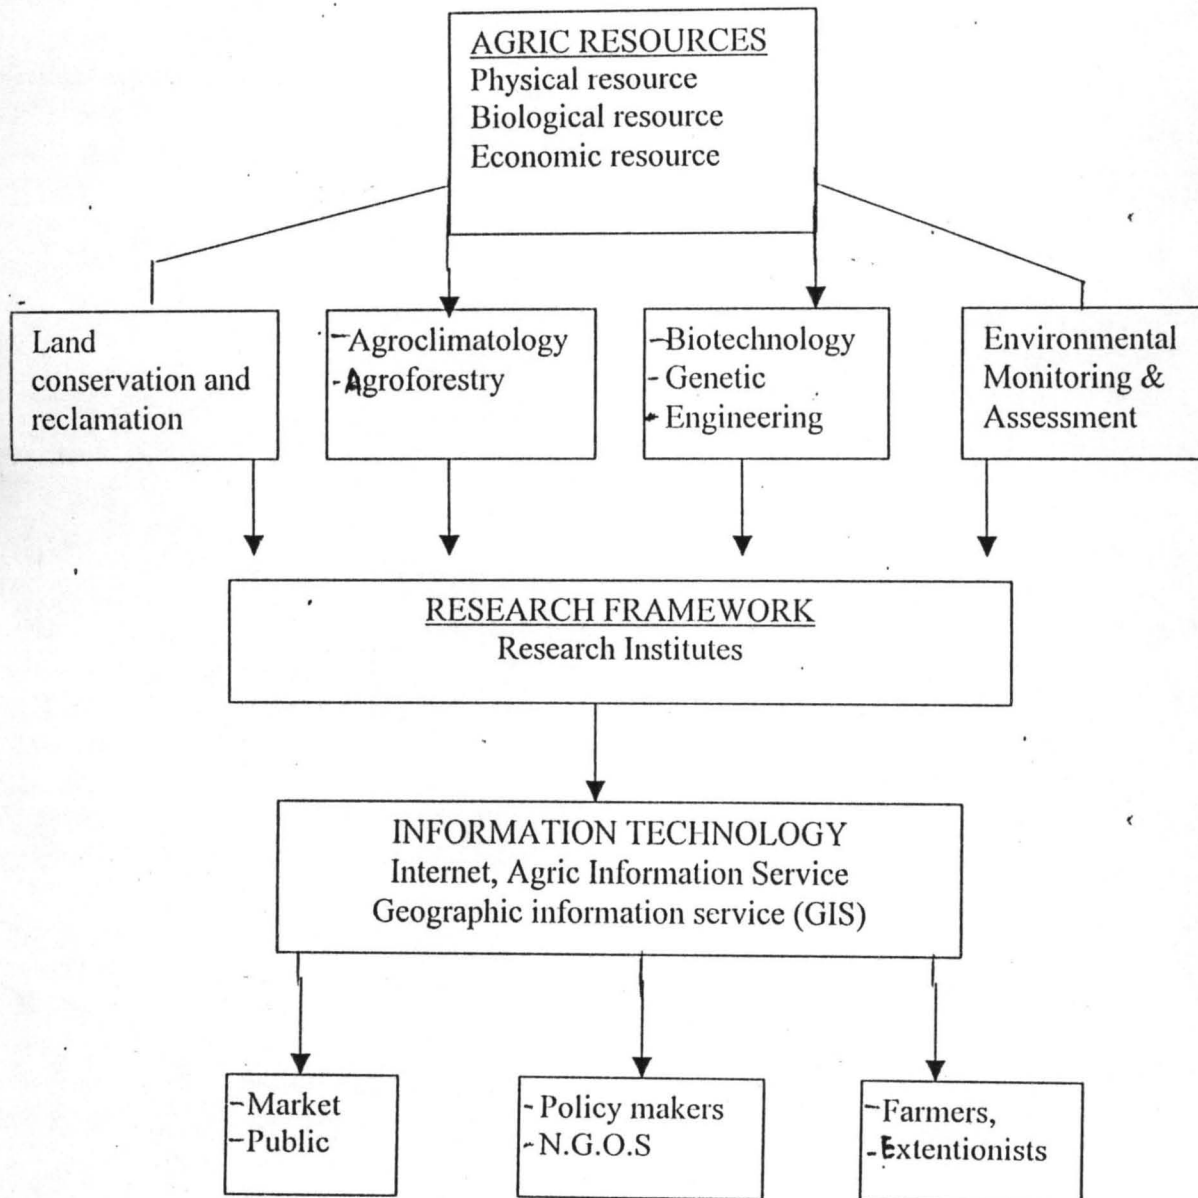 AGRIC RESOURCES
Physical resource
Biological resource
Economic resource
Land
conservation and
reclamation
-Agroclimatology
-Agroforestry
-Biotechnology
- Genetic
- Engineering
Environmental
Monitoring &
Assessment
RESEARCH FRAMEWORK
Research Institutes
INFORMATION TECHNOLOGY
Internet, Agric Information Service
Geographic information service (GIS)
-Market
-Public
- Policy makers
- N.G.O.S
-Farmers,
-Extentionists